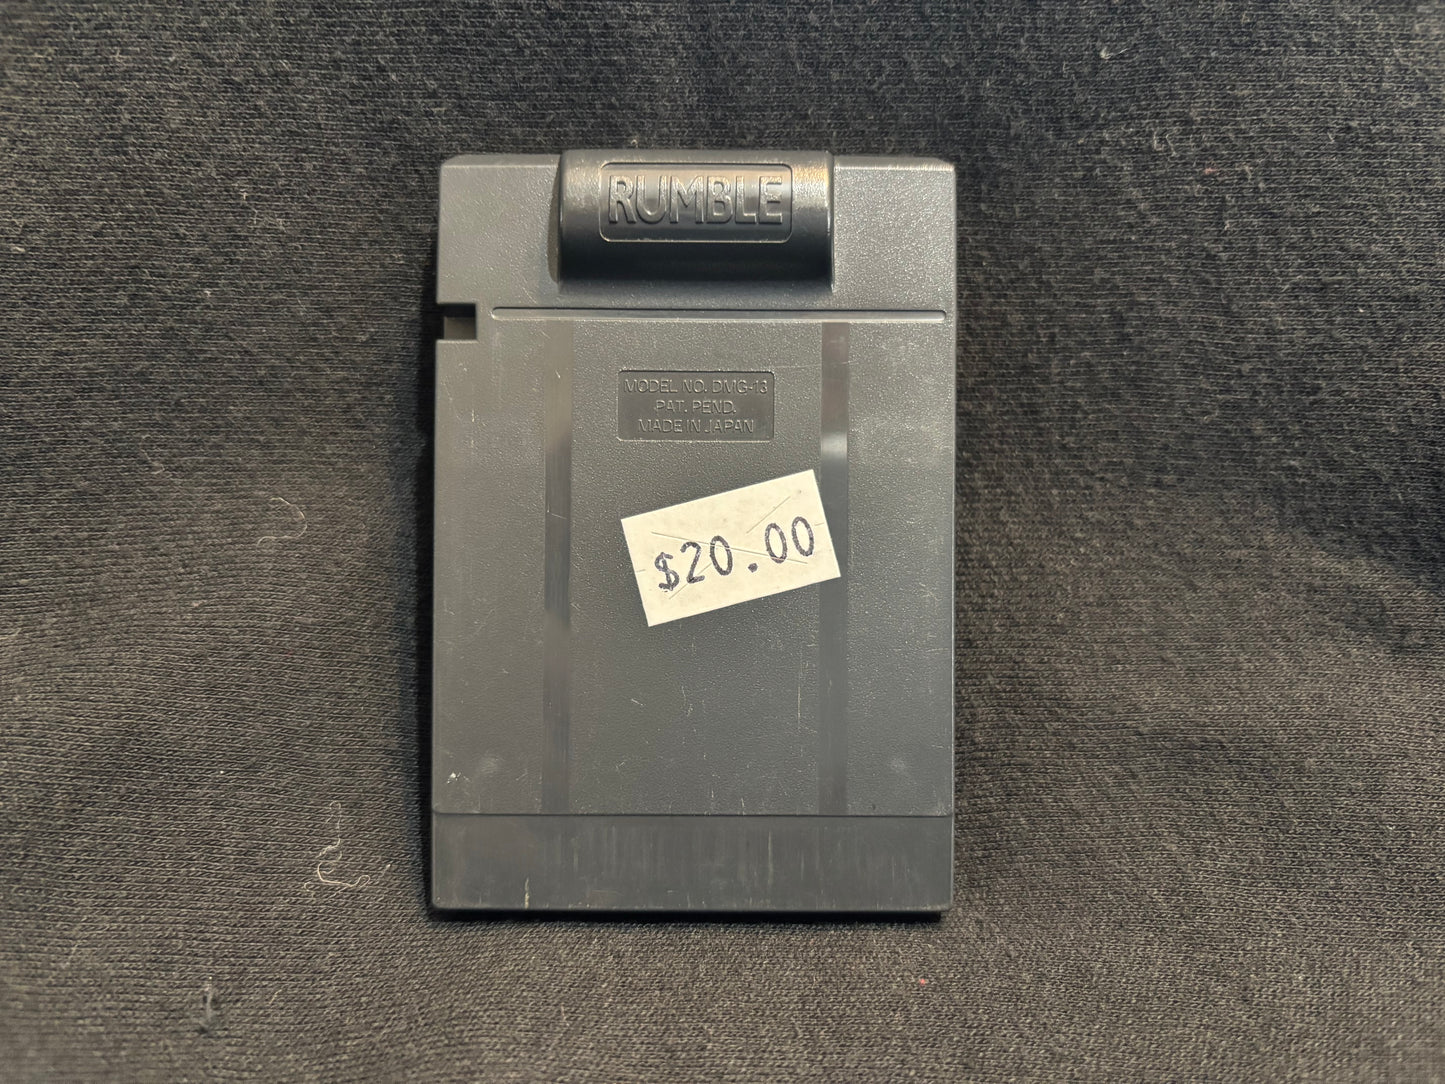 RUMBLE
MODEL NO. DMG-13
PAT. PEND.
MADE IN JAPAN
$20.00